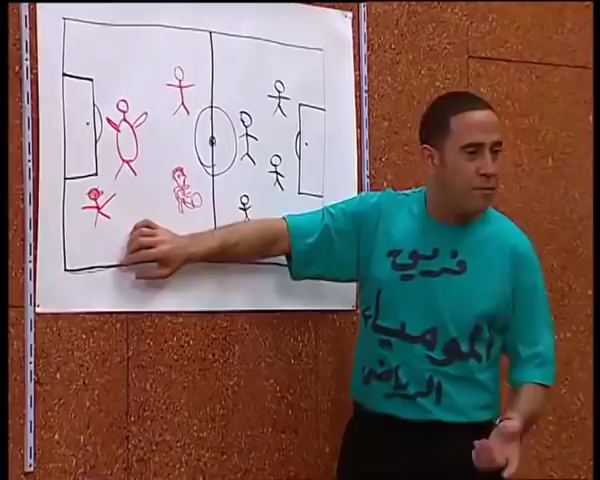 فريق
المومياء
الرياضي